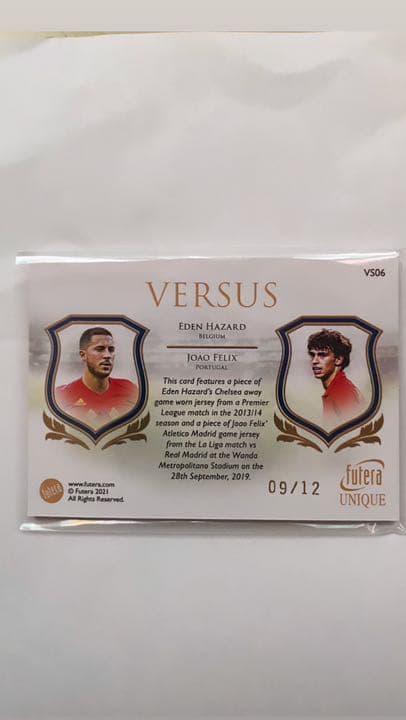 VS06
VERSUS
EDEN HAZARD
BELGIUM
JOAO FELIX
PORTUGAL
This card features a piece of
Eden Hazard's Chelsea away
game worn jersey from a Premier
League match in the 2013/14
season and a piece of Joao Felix'
Atletico Madrid game jersey
from the La Liga match vs
Real Madrid at the Wanda
Metropolitano Stadium on the
28th September, 2019.
futera
www.futera.com
© Futera 2021
All Rights Reserved.
09/12
futera
UNIQUE